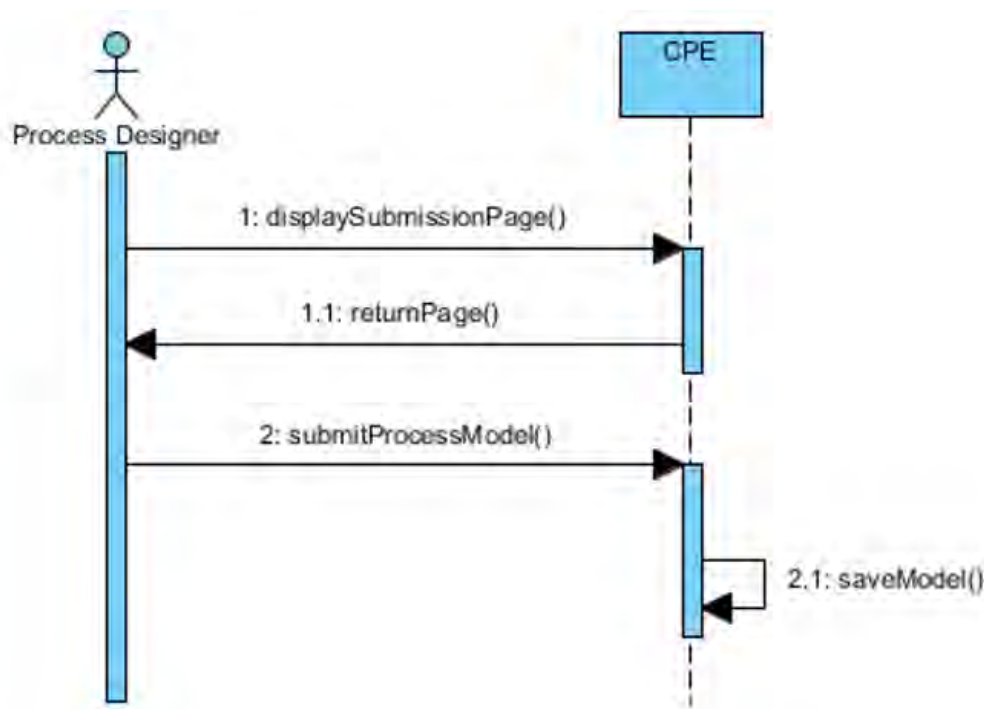 CPE
Process Designer
1: displaySubmissionPage()
1.1: returnPage()
2: submitProcessModel()
2.1: saveModel()